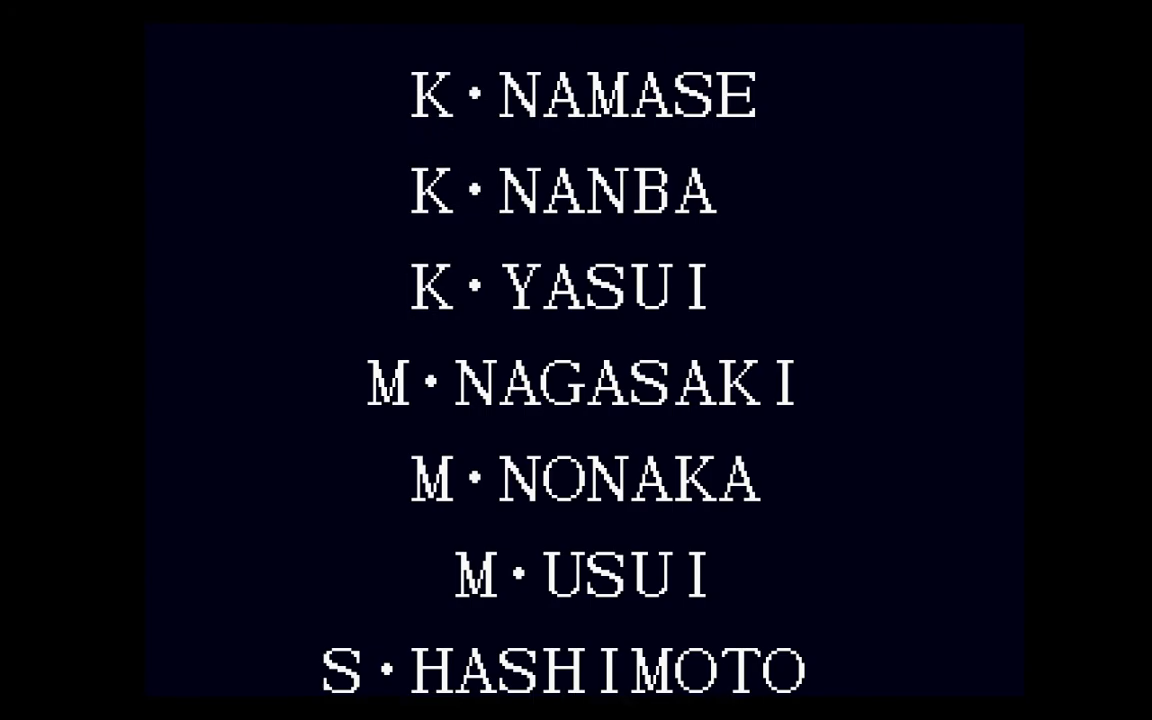 K・NAMASE
K・NANBA
K・YASUI
M・NAGASAKI
M・NONAKA
M・USUI
S・HASHIMOTO